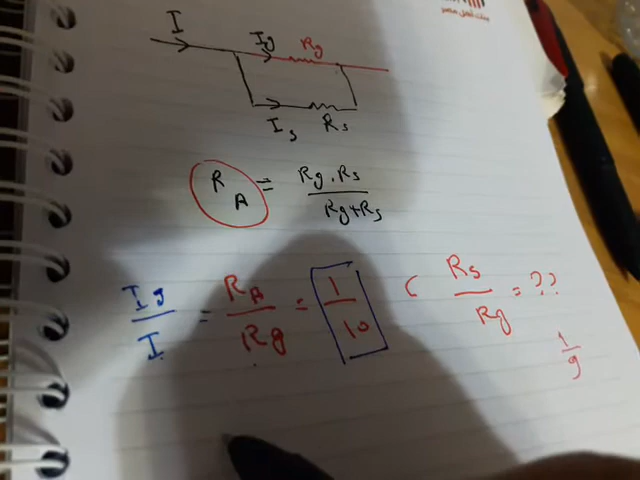 I
Ig Rg
Is Rs
RA = Rg . Rs / Rg + Rs
Ig / I = RA / Rg = 1 / 10 ( Rs / Rg = ??
1 / 9